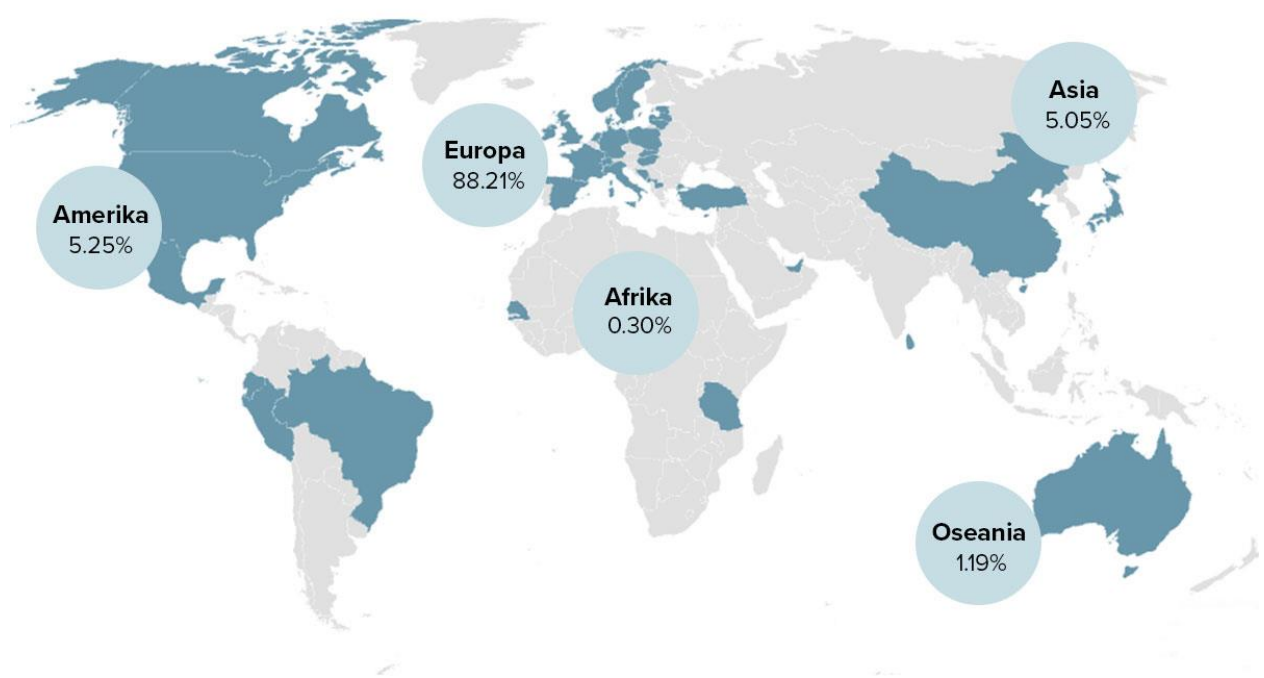 Asia
5.05%
Europa
88.21%
Amerika
5.25%
Afrika
0.30%
Oseania
1.19%